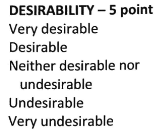 DESIRABILITY – 5 point
Very desirable
Desirable
Neither desirable nor
undesirable
Undesirable
Very undesirable